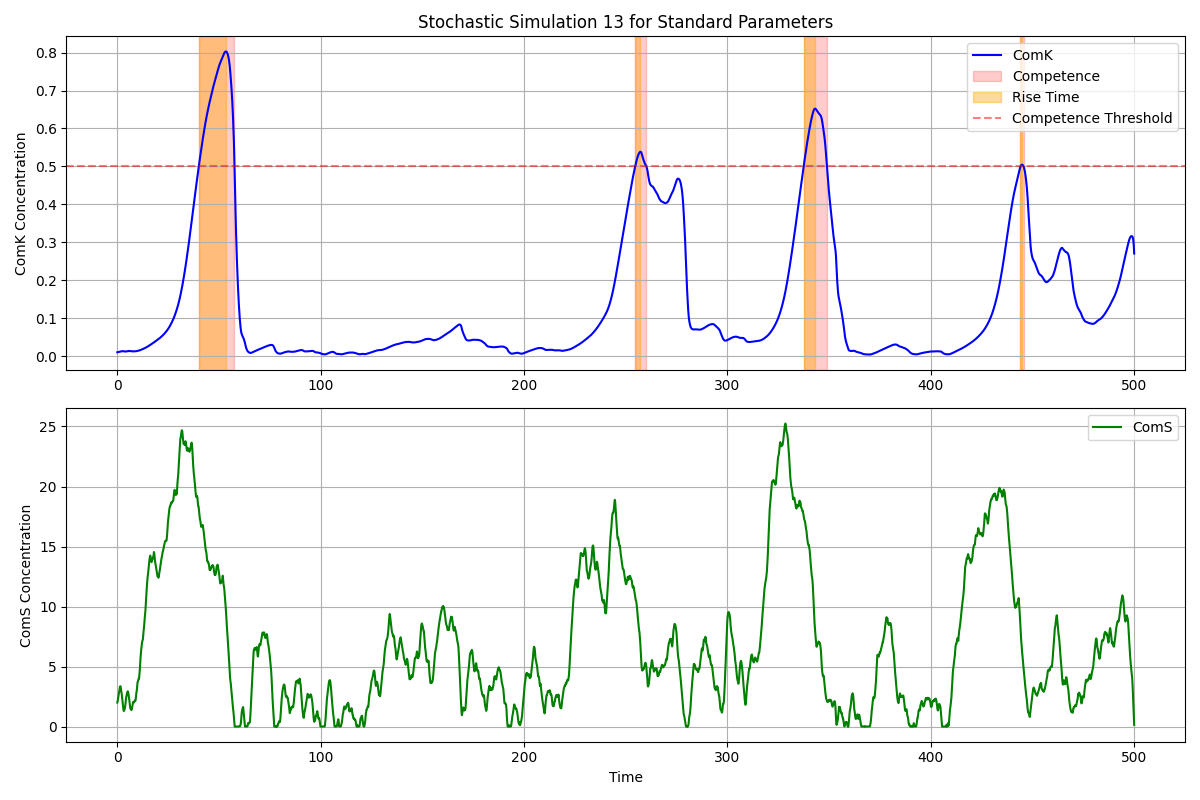 Stochastic Simulation 13 for Standard Parameters
ComK Concentration
0.8
0.7
0.6
0.5
0.4
0.3
0.2
0.1
0.0
ComK
Competence
Rise Time
Competence Threshold
0 100 200 300 400 500
ComS Concentration
25
20
15
10
5
0
ComS
0 100 200 300 400 500
Time